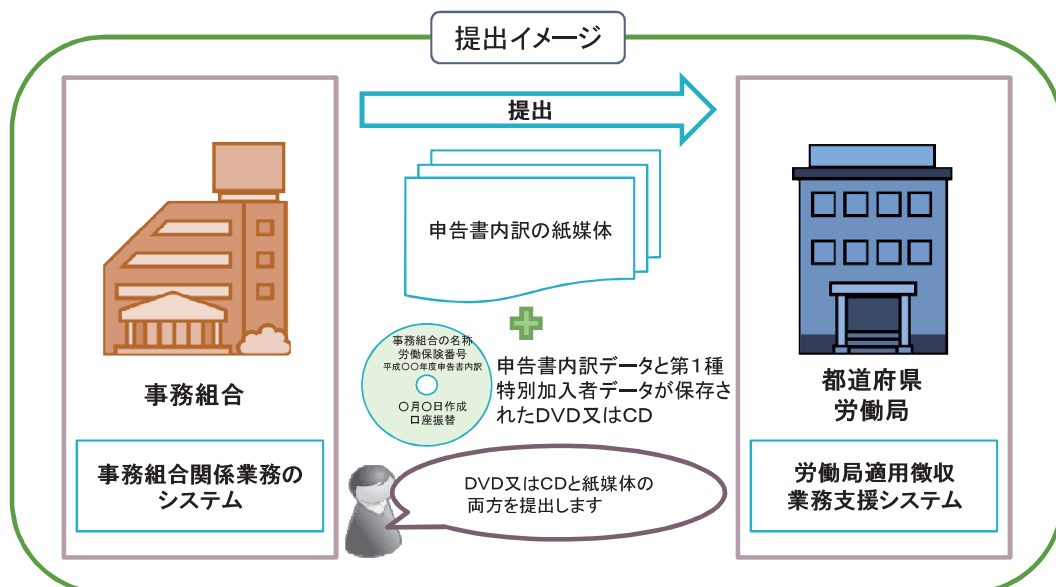 提出イメージ
提出
申告書内訳の紙媒体
事務組合の名称
労働保険番号
平成〇〇年度申告書内訳
〇月〇日作成
口座振替
申告書内訳データと第1種
特別加入者データが保存さ
れたDVD又はCD
事務組合
事務組合関係業務の
システム
DVD又はCDと紙媒体の
両方を提出します
都道府県
労働局
労働局適用徴収
業務支援システム